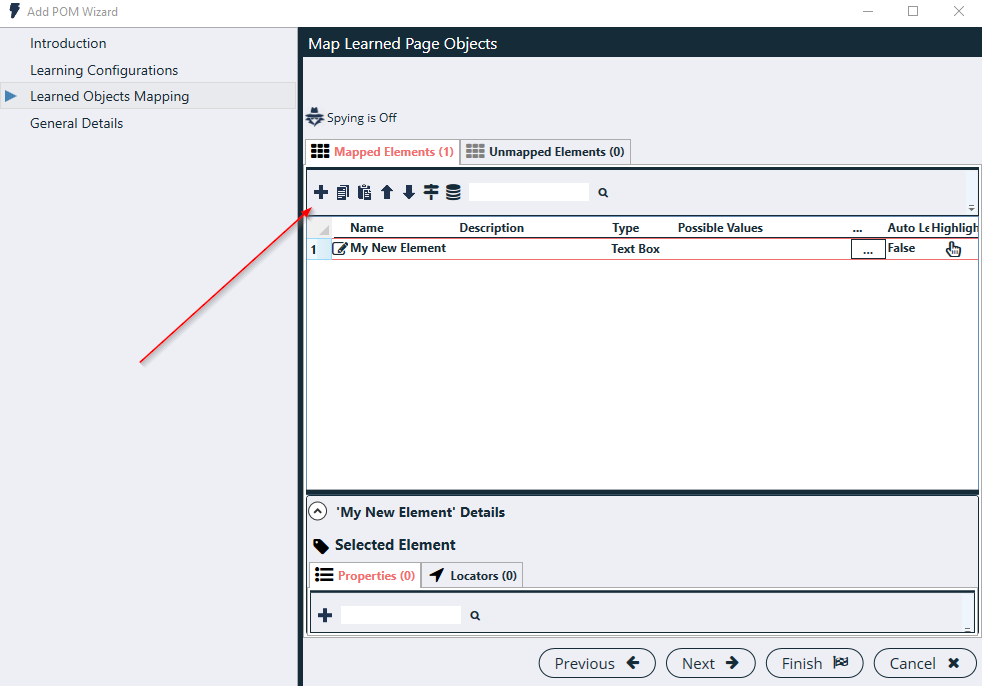 Add POM Wizard
Introduction
Learning Configurations
Learned Objects Mapping
General Details
Map Learned Page Objects
Spying is Off
Mapped Elements (1) Unmapped Elements (0)
Name Description Type Possible Values ... Auto Le Highligh
1 My New Element Text Box ... False
'My New Element' Details
Selected Element
Properties (0) Locators (0)
Previous Next Finish Cancel